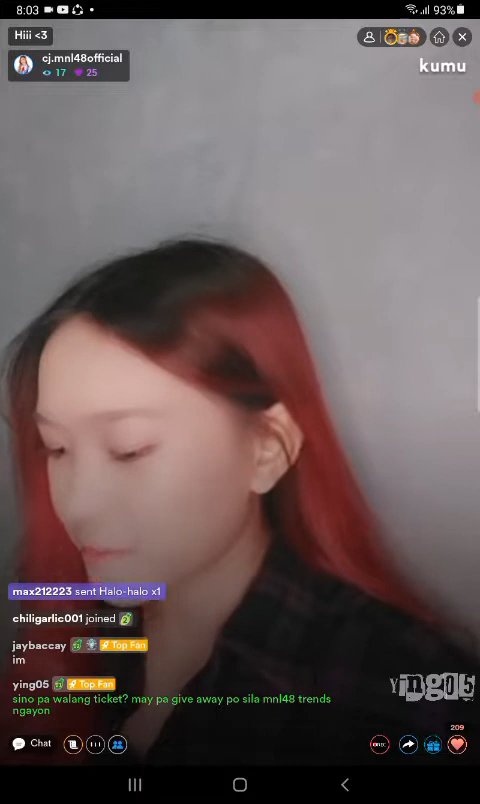 8:03
93%
Hiii <3
cj.mnl48official
17 25
kumu
max212223 sent Halo-halo x1
chiligarlic001 joined
jaybaccay Top Fan
im
ying05 Top Fan
sino pa walang ticket? may pa give away po sila mnl48 trends
ngayon
Ying05
209
Chat